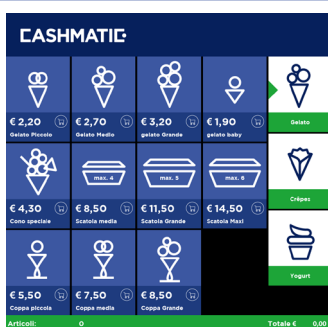 CASHMATIC
€ 2,20
Gelato Piccolo
€ 2,70
Gelato Medio
€ 3,20
gelato Grande
€ 1,90
gelato baby
Gelato
max. 4
max. 5
max. 6
€ 4,30
Cono speciale
€ 8,50
Scatola media
€ 11,50
Scatola Grande
€ 14,50
Scatola Maxi
Crêpes
€ 5,50
Coppa piccola
€ 7,50
Coppa media
€ 8,50
Coppa Grande
Yogurt
Articoli: 0 Totale € 0,00